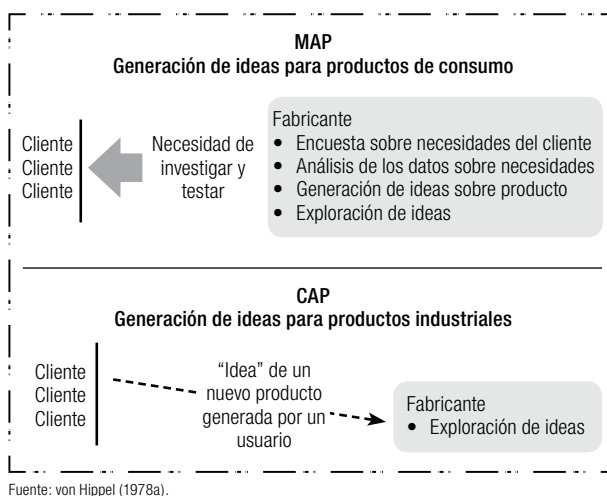 MAP
Generación de ideas para productos de consumo
Cliente
Cliente
Cliente
Necesidad de
investigar y
testar
Fabricante
• Encuesta sobre necesidades del cliente
• Análisis de los datos sobre necesidades
• Generación de ideas sobre producto
• Exploración de ideas
CAP
Generación de ideas para productos industriales
Cliente
Cliente
Cliente
“Idea” de un
nuevo producto
generada por un
usuario
Fabricante
• Exploración de ideas
Fuente: von Hippel (1978a).